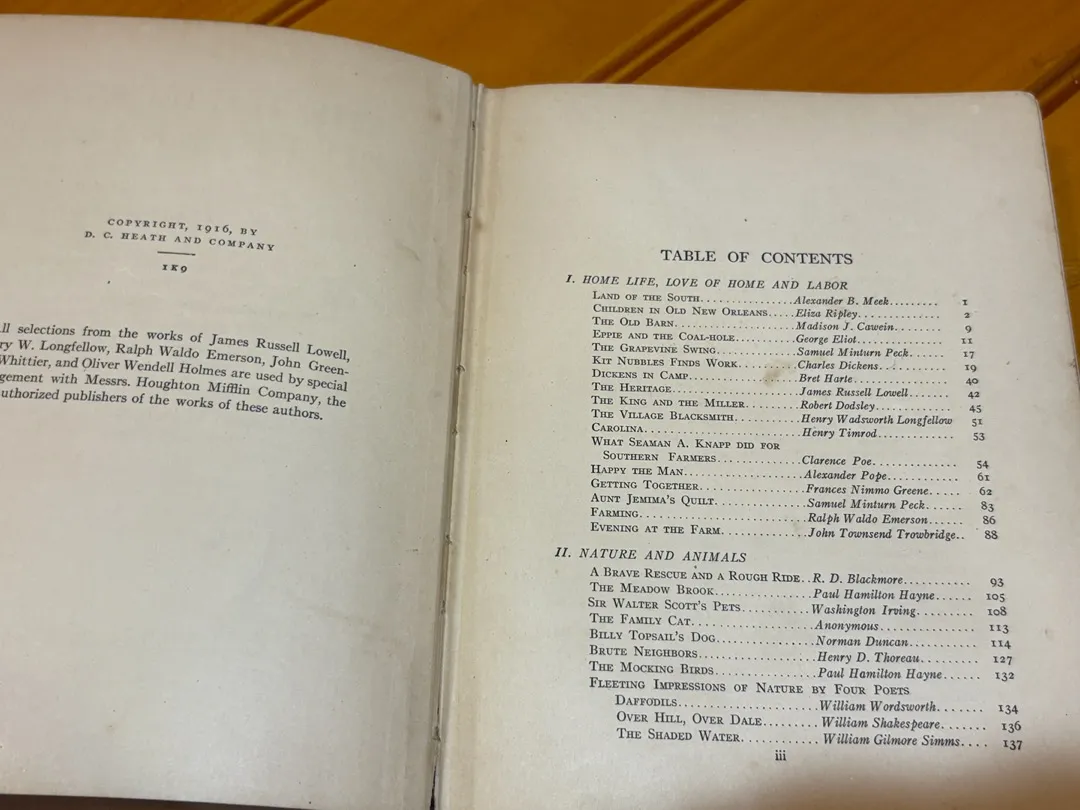 COPYRIGHT, 1916, BY
D. C. HEATH AND COMPANY
1K9
ll selections from the works of James Russell Lowell,
ry W. Longfellow, Ralph Waldo Emerson, John Green-
Whittier, and Oliver Wendell Holmes are used by special
gement with Messrs. Houghton Mifflin Company, the
uthorized publishers of the works of these authors.
TABLE OF CONTENTS
I. HOME LIFE, LOVE OF HOME AND LABOR
LAND OF THE SOUTH...............Alexander B. Meek......... 1
CHILDREN IN OLD NEW ORLEANS.....Eliza Ripley............... 2
THE OLD BARN....................Madison J. Cawein......... 9
EPPIE AND THE COAL-HOLE.........George Eliot............... 11
THE GRAPEVINE SWING.............Samuel Minturn Peck...... 17
KIT NUBBLES FINDS WORK..........Charles Dickens............ 19
DICKENS IN CAMP.................Bret Harte................. 40
THE HERITAGE....................James Russell Lowell....... 42
THE KING AND THE MILLER.........Robert Dodsley............. 45
THE VILLAGE BLACKSMITH..........Henry Wadsworth Longfellow 51
CAROLINA........................Henry Timrod.............. 53
WHAT SEAMAN A. KNAPP DID FOR
SOUTHERN FARMERS.............Clarence Poe............... 54
HAPPY THE MAN...................Alexander Pope............. 61
GETTING TOGETHER................Frances Nimmo Greene..... 62
AUNT JEMIMA'S QUILT.............Samuel Minturn Peck...... 83
FARMING.........................Ralph Waldo Emerson...... 86
EVENING AT THE FARM.............John Townsend Trowbridge.. 88
II. NATURE AND ANIMALS
A BRAVE RESCUE AND A ROUGH RIDE..R. D. Blackmore........... 93
THE MEADOW BROOK................Paul Hamilton Hayne...... 105
SIR WALTER SCOTT'S PETS.........Washington Irving......... 108
THE FAMILY CAT..................Anonymous................ 113
BILLY TOPSAIL'S DOG.............Norman Duncan............ 114
BRUTE NEIGHBORS.................Henry D. Thoreau......... 127
THE MOCKING BIRDS...............Paul Hamilton Hayne...... 132
FLEETING IMPRESSIONS OF NATURE BY FOUR POETS
DAFFODILS.....................William Wordsworth....... 134
OVER HILL, OVER DALE..........William Shakespeare....... 136
THE SHADED WATER..............William Gilmore Simms.... 137
iii